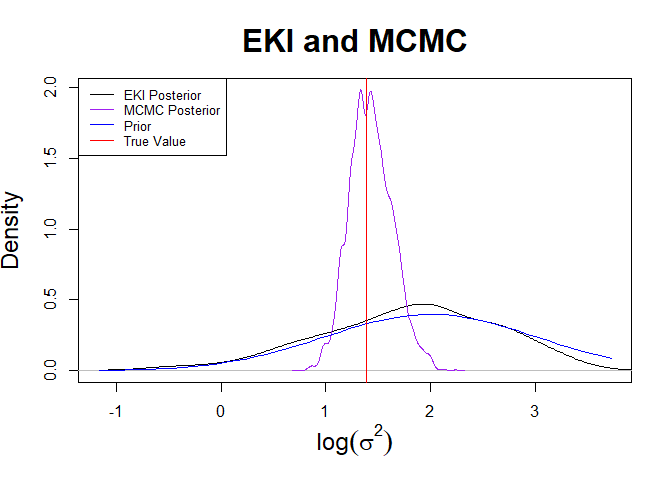 EKI and MCMC
EKI Posterior
MCMC Posterior
Prior
True Value
Density
2.0
1.5
1.0
0.5
0.0
-1 0 1 2 3
log(σ²)